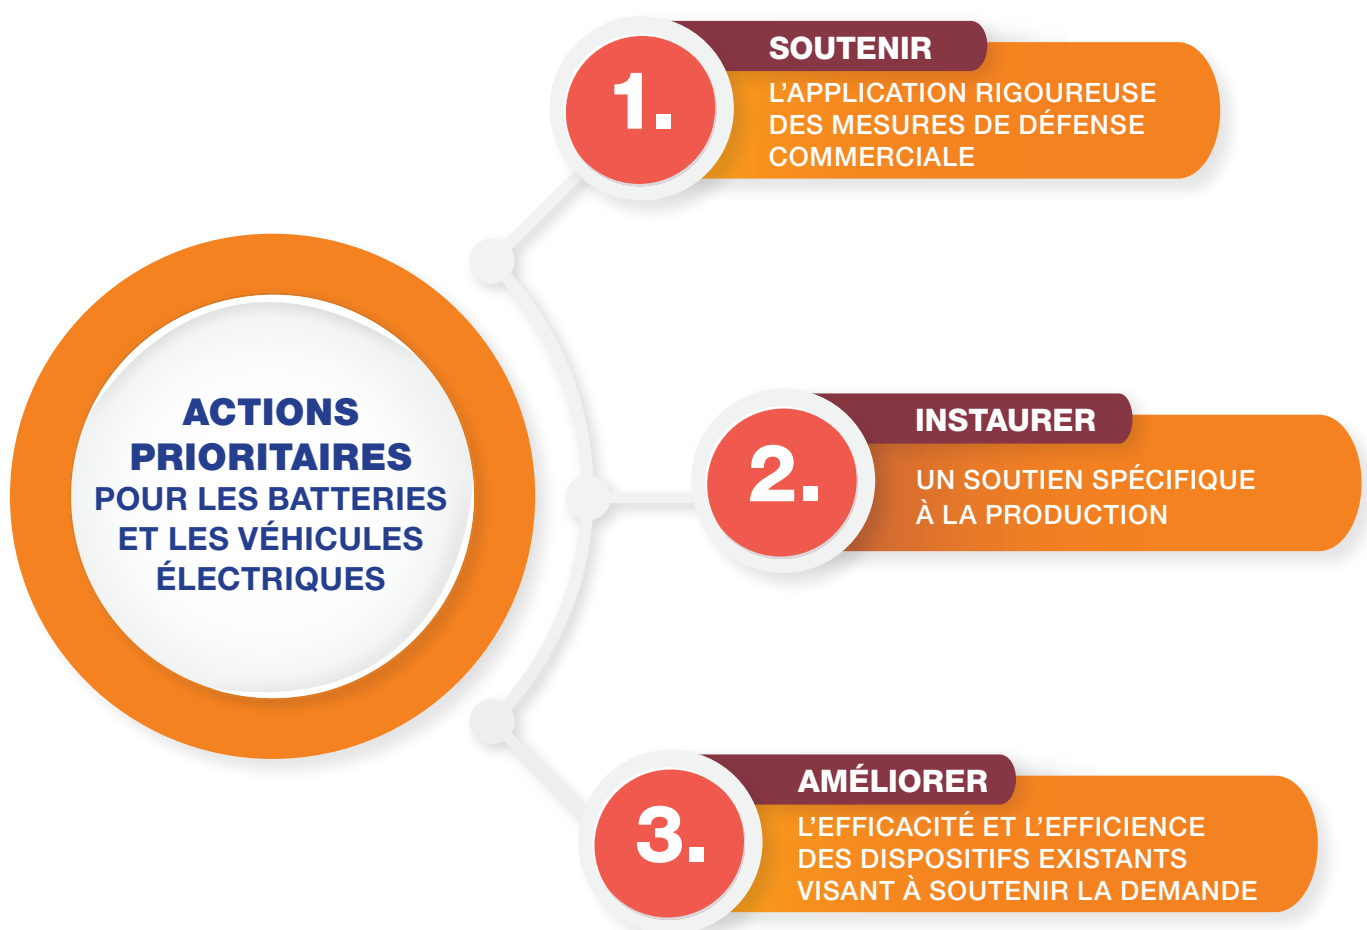 ACTIONS
PRIORITAIRES
POUR LES BATTERIES
ET LES VÉHICULES
ÉLECTRIQUES
1.
SOUTENIR
L'APPLICATION RIGOUREUSE
DES MESURES DE DÉFENSE
COMMERCIALE
2.
INSTAURER
UN SOUTIEN SPÉCIFIQUE
À LA PRODUCTION
3.
AMÉLIORER
L'EFFICACITÉ ET L'EFFICIENCE
DES DISPOSITIFS EXISTANTS
VISANT À SOUTENIR LA DEMANDE